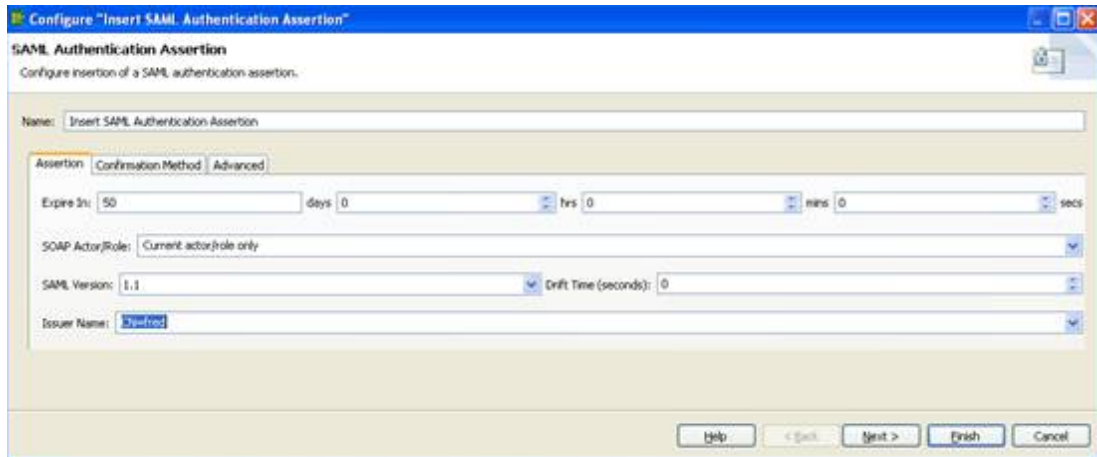 Configure "Insert SAML Authentication Assertion"
SAML Authentication Assertion
Configure insertion of a SAML authentication assertion.
Name: Insert SAML Authentication Assertion
Assertion Confirmation Method Advanced
Expire In: 50 days 0 hrs 0 mins 0 secs
SOAP Actor/Role: Current actor/role only
SAML Version: 1.1 Drift Time (seconds): 0
Issuer Name: CN=fred
Help < Back Next > Finish Cancel